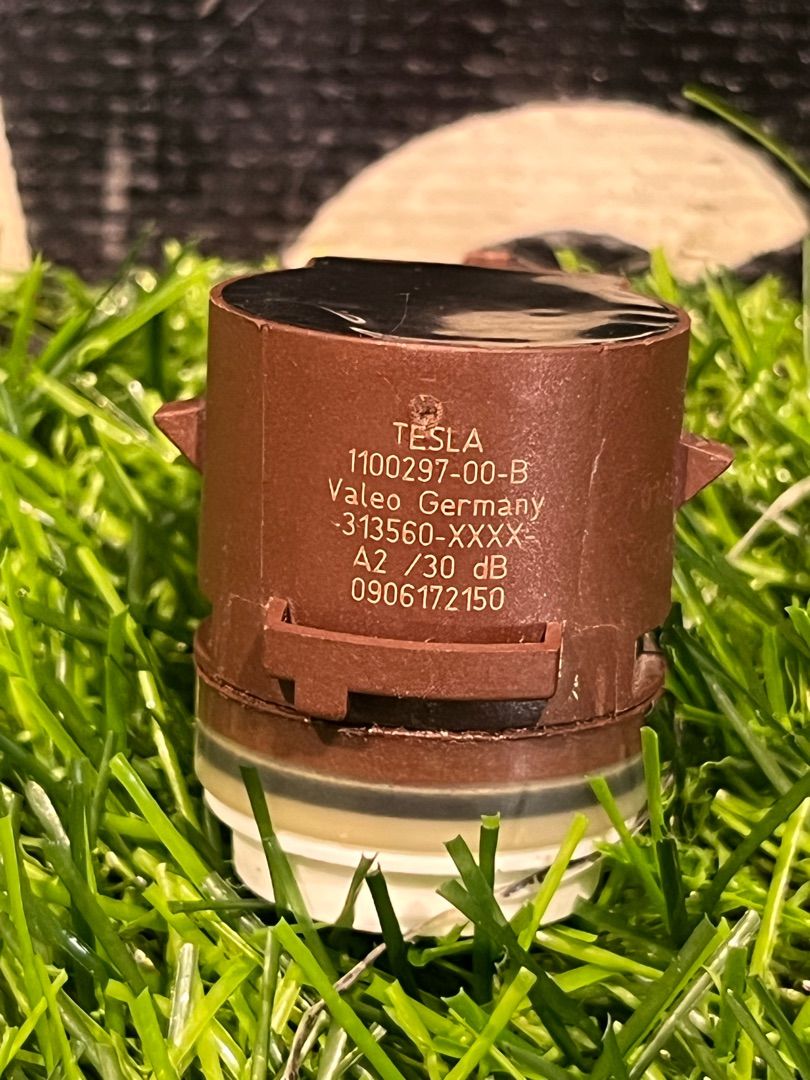 TESLA
1100297-00-B
Valeo Germany
-313560-XXXX-
A2 /30 dB
0906172150